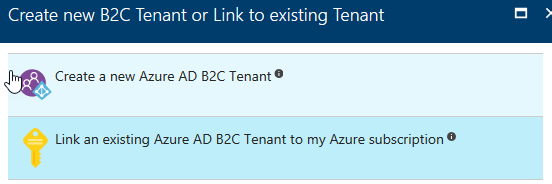 Create new B2C Tenant or Link to existing Tenant
Create a new Azure AD B2C Tenant
Link an existing Azure AD B2C Tenant to my Azure subscription